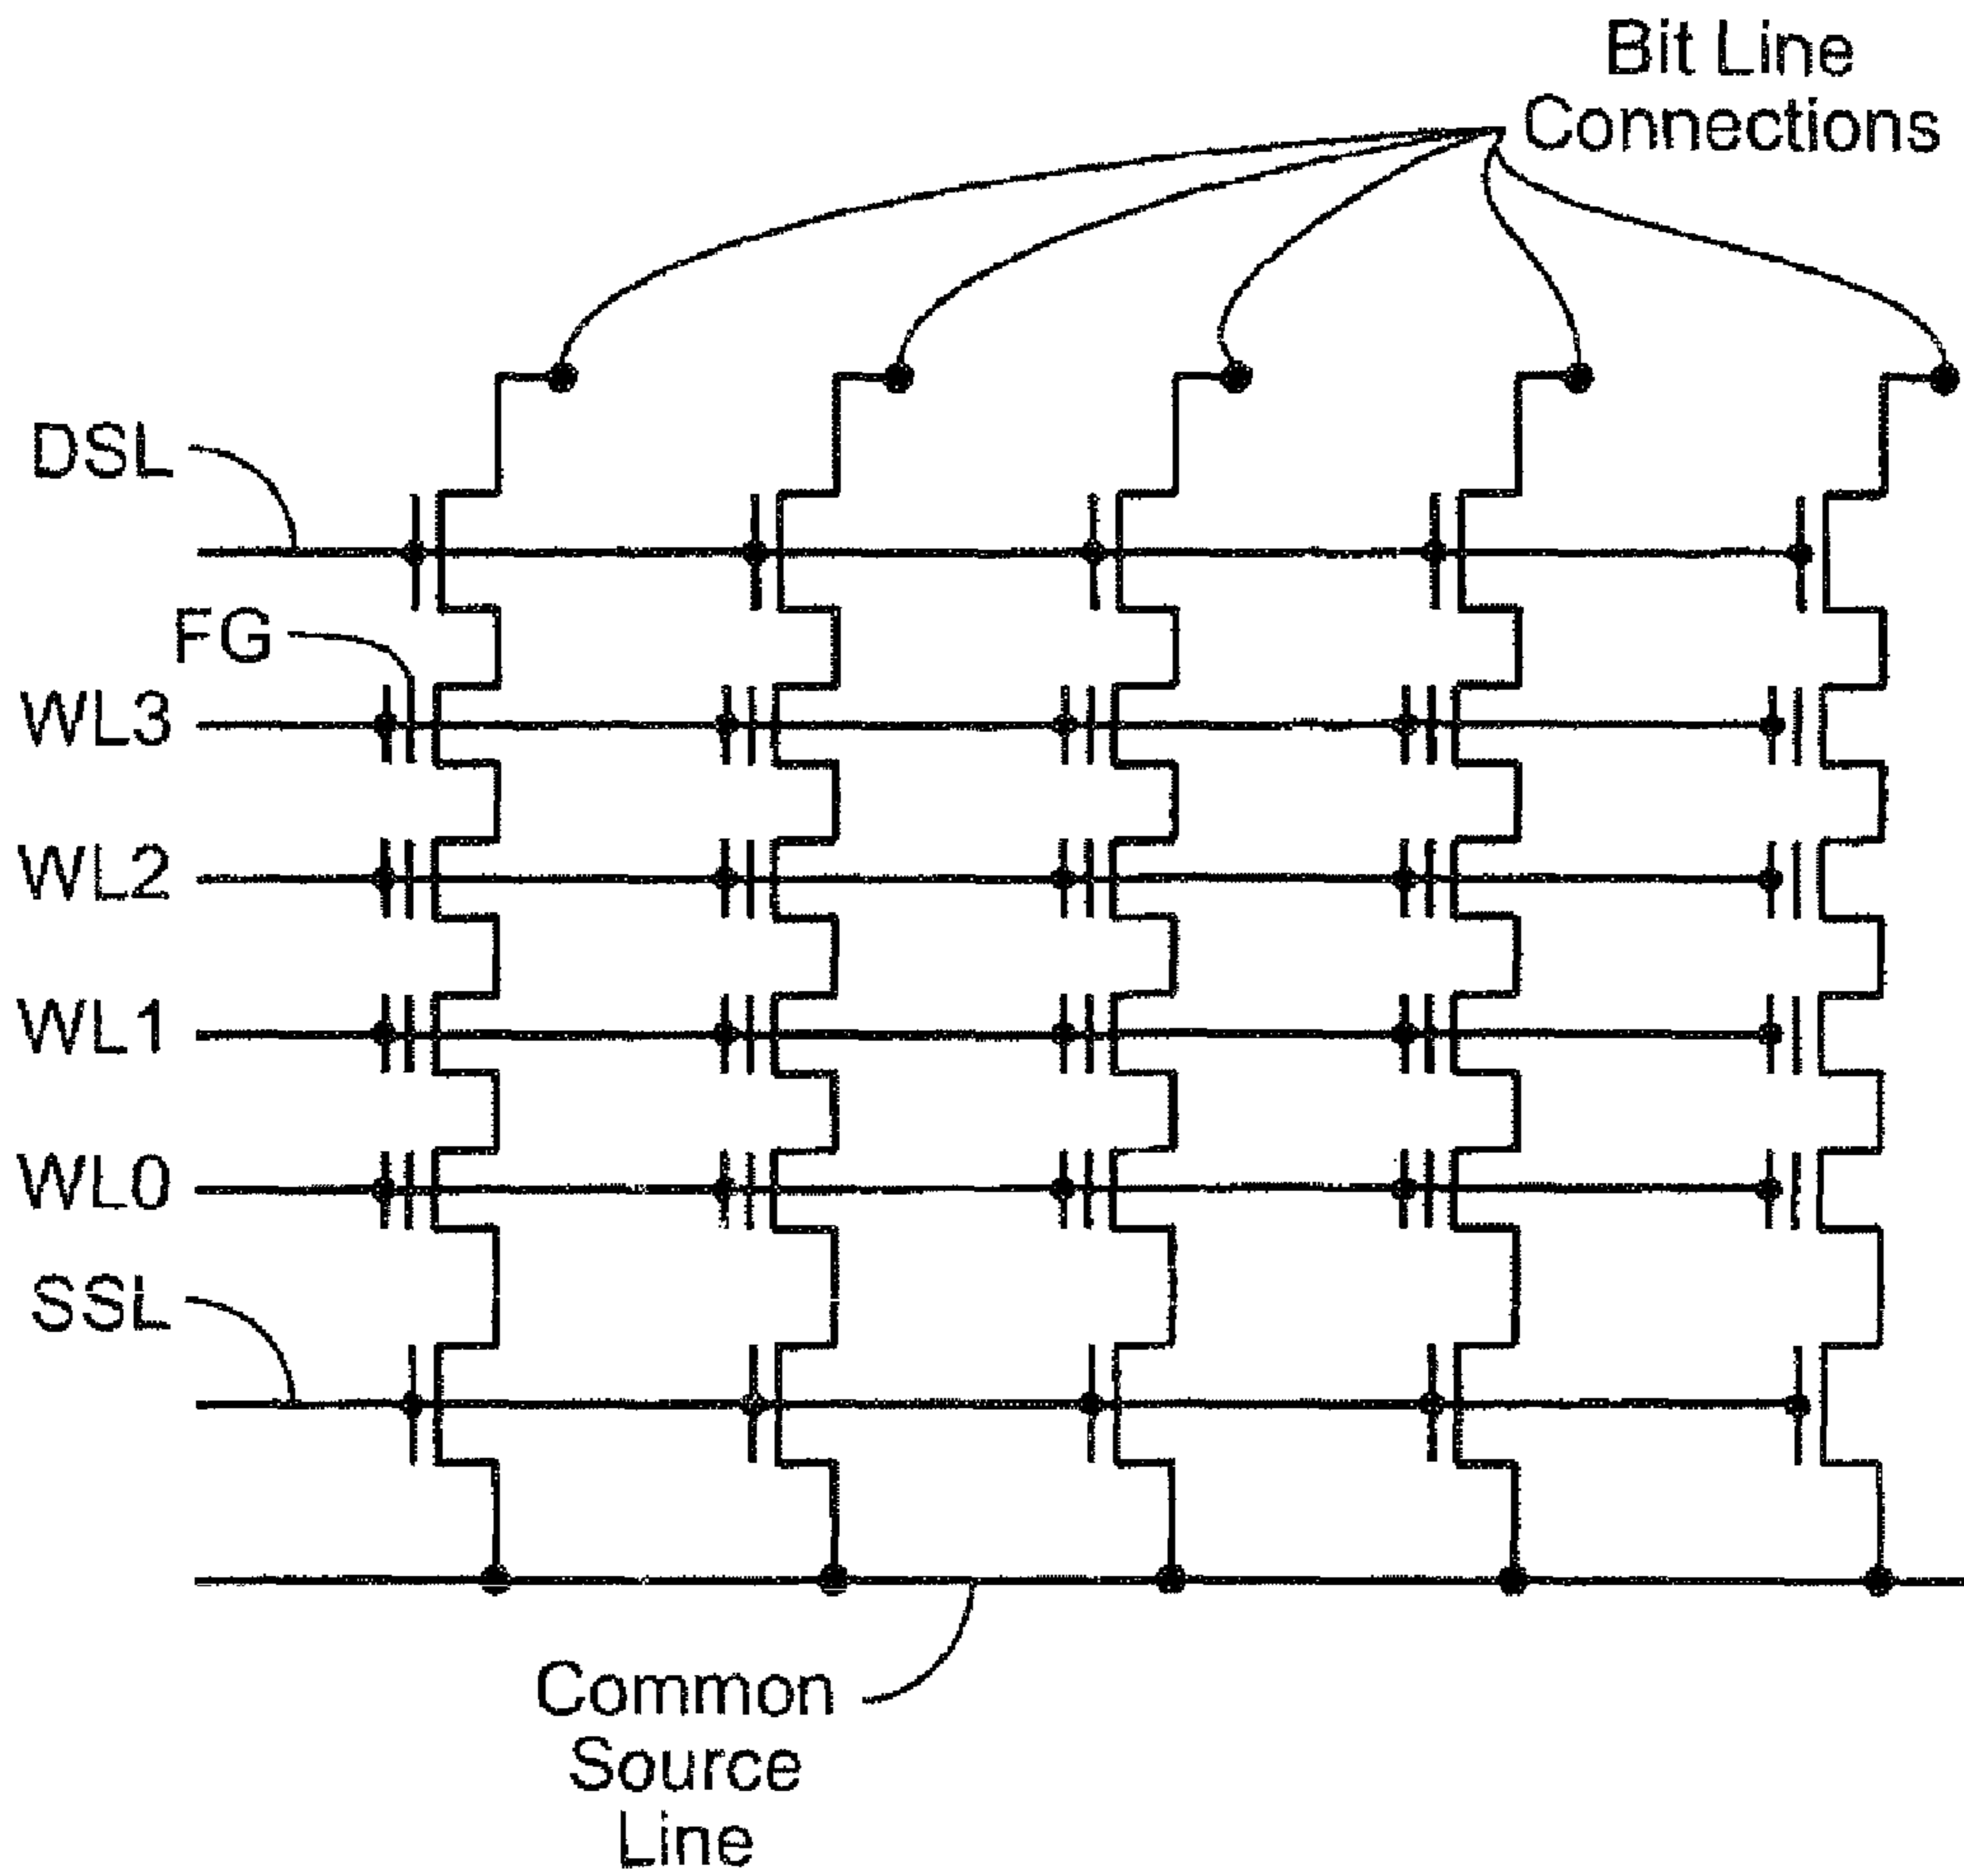 Bit Line
Connections
DSL
FG
WL3
WL2
WL1
WL0
SSL
Common
Source
Line